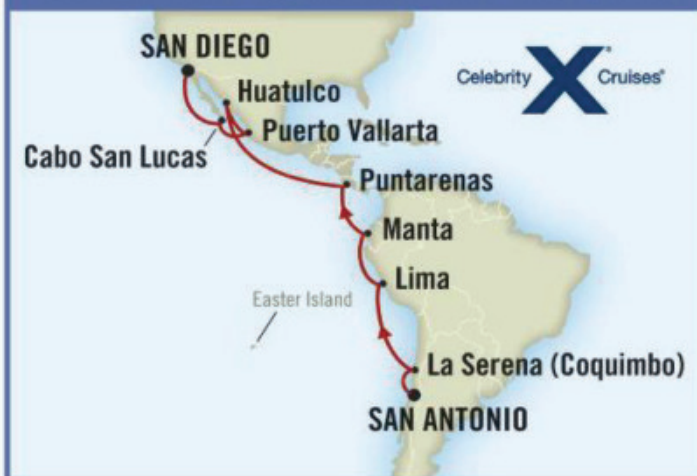 SAN DIEGO
Celebrity X Cruises®
Huatulco
Puerto Vallarta
Cabo San Lucas
Puntarenas
Manta
Lima
Easter Island
La Serena (Coquimbo)
SAN ANTONIO